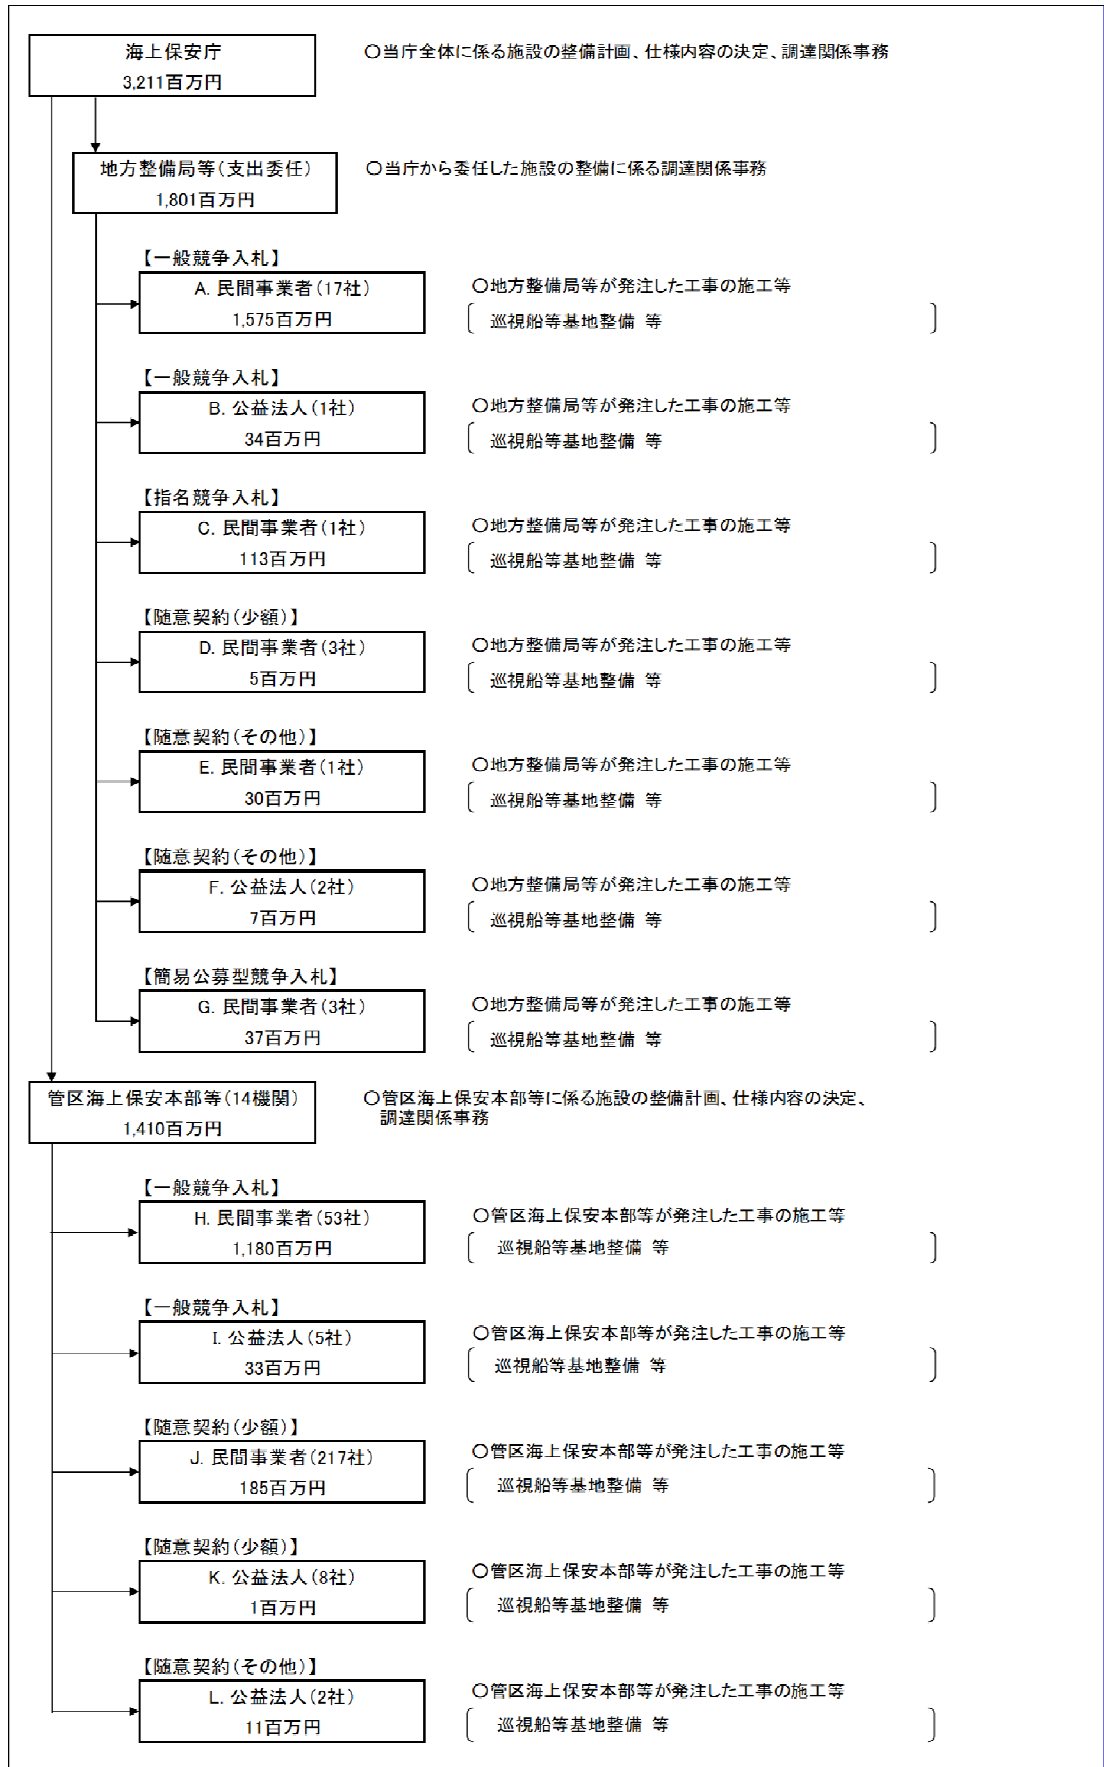 海上保安庁
3,211百万円
○当庁全体に係る施設の整備計画、仕様内容の決定、調達関係事務
地方整備局等(支出委任)
1,801百万円
○当庁から委任した施設の整備に係る調達関係事務
【一般競争入札】
A. 民間事業者(17社)
1,575百万円
○地方整備局等が発注した工事の施工等
巡視船等基地整備 等
【一般競争入札】
B. 公益法人(1社)
34百万円
○地方整備局等が発注した工事の施工等
巡視船等基地整備 等
【指名競争入札】
C. 民間事業者(1社)
113百万円
○地方整備局等が発注した工事の施工等
巡視船等基地整備 等
【随意契約(少額)】
D. 民間事業者(3社)
5百万円
○地方整備局等が発注した工事の施工等
巡視船等基地整備 等
【随意契約(その他)】
E. 民間事業者(1社)
30百万円
○地方整備局等が発注した工事の施工等
巡視船等基地整備 等
【随意契約(その他)】
F. 公益法人(2社)
7百万円
○地方整備局等が発注した工事の施工等
巡視船等基地整備 等
【簡易公募型競争入札】
G. 民間事業者(3社)
37百万円
○地方整備局等が発注した工事の施工等
巡視船等基地整備 等
管区海上保安本部等(14機関)
1,410百万円
○管区海上保安本部等に係る施設の整備計画、仕様内容の決定、
調達関係事務
【一般競争入札】
H. 民間事業者(53社)
1,180百万円
○管区海上保安本部等が発注した工事の施工等
巡視船等基地整備 等
【一般競争入札】
I. 公益法人(5社)
33百万円
○管区海上保安本部等が発注した工事の施工等
巡視船等基地整備 等
【随意契約(少額)】
J. 民間事業者(217社)
185百万円
○管区海上保安本部等が発注した工事の施工等
巡視船等基地整備 等
【随意契約(少額)】
K. 公益法人(8社)
1百万円
○管区海上保安本部等が発注した工事の施工等
巡視船等基地整備 等
【随意契約(その他)】
L. 公益法人(2社)
11百万円
○管区海上保安本部等が発注した工事の施工等
巡視船等基地整備 等